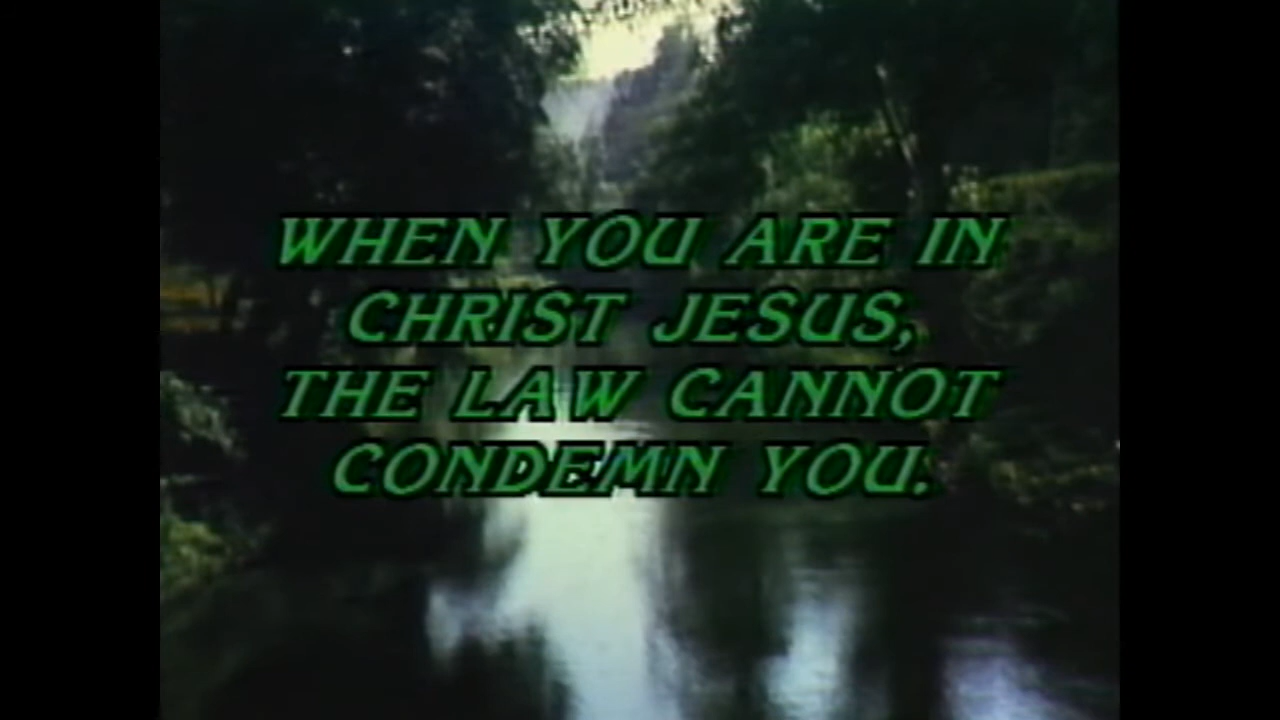 WHEN YOU ARE IN
CHRIST JESUS,
THE LAW CANNOT
CONDEMN YOU.